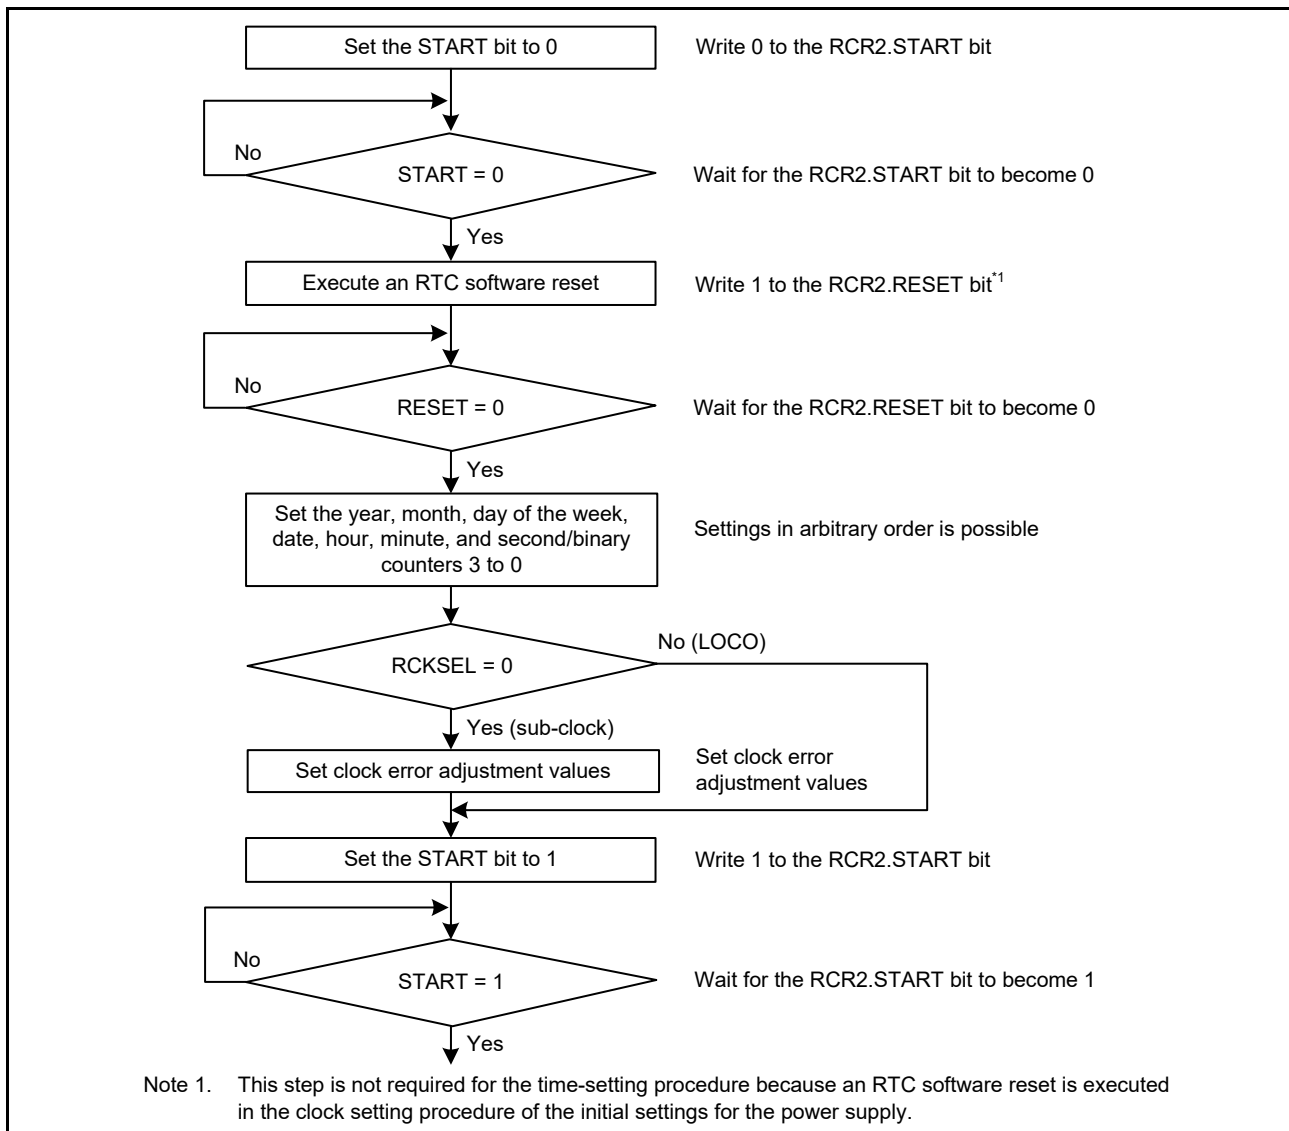 Set the START bit to 0
Write 0 to the RCR2.START bit
No
START = 0
Wait for the RCR2.START bit to become 0
Yes
Execute an RTC software reset
Write 1 to the RCR2.RESET bit*1
No
RESET = 0
Wait for the RCR2.RESET bit to become 0
Yes
Set the year, month, day of the week,
date, hour, minute, and second/binary
counters 3 to 0
Settings in arbitrary order is possible
No (LOCO)
RCKSEL = 0
Yes (sub-clock)
Set clock error adjustment values
Set clock error
adjustment values
Set the START bit to 1
Write 1 to the RCR2.START bit
No
START = 1
Wait for the RCR2.START bit to become 1
Yes
Note 1. This step is not required for the time-setting procedure because an RTC software reset is executed
in the clock setting procedure of the initial settings for the power supply.